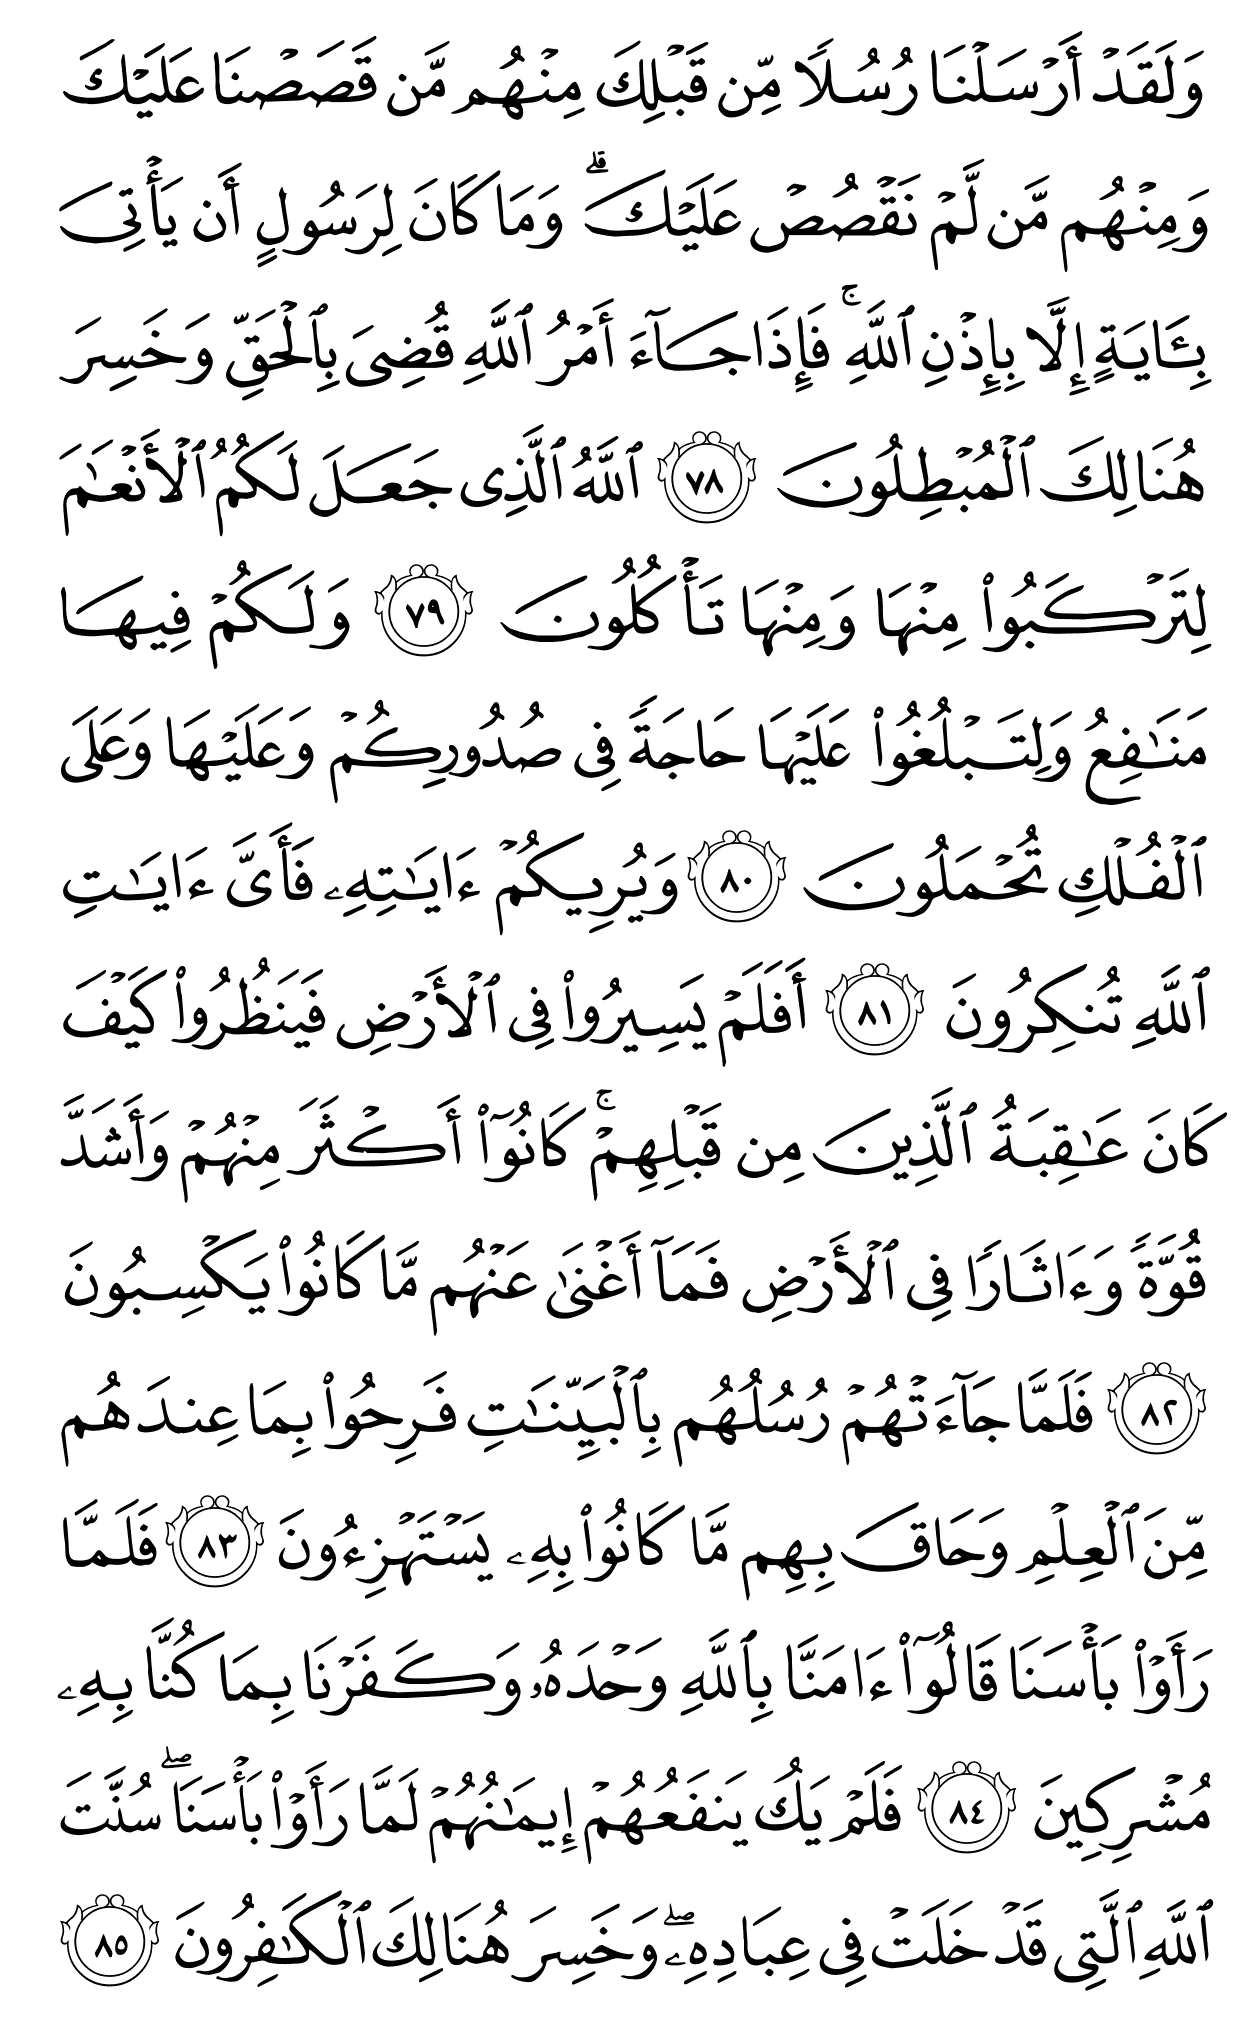 وَلَقَدۡ أَرۡسَلۡنَا رُسُلٗا مِّن قَبۡلِكَ مِنۡهُم مَّن قَصَصۡنَا عَلَيۡكَ
وَمِنۡهُم مَّن لَّمۡ نَقۡصُصۡ عَلَيۡكَۗ وَمَا كَانَ لِرَسُولٍ أَن يَأۡتِيَ
بِـَٔايَةٍ إِلَّا بِإِذۡنِ ٱللَّهِۚ فَإِذَا جَآءَ أَمۡرُ ٱللَّهِ قُضِيَ بِٱلۡحَقِّ وَخَسِرَ
هُنَالِكَ ٱلۡمُبۡطِلُونَ ٧٨ ٱللَّهُ ٱلَّذِي جَعَلَ لَكُمُ ٱلۡأَنۡعَٰمَ
لِتَرۡكَبُواْ مِنۡهَا وَمِنۡهَا تَأۡكُلُونَ ٧٩ وَلَكُمۡ فِيهَا
مَنَٰفِعُ وَلِتَبۡلُغُواْ عَلَيۡهَا حَاجَةٗ فِي صُدُورِكُمۡ وَعَلَيۡهَا وَعَلَى
ٱلۡفُلۡكِ تُحۡمَلُونَ ٨٠ وَيُرِيكُمۡ ءَايَٰتِهِۦ فَأَيَّ ءَايَٰتِ
ٱللَّهِ تُنكِرُونَ ٨١ أَفَلَمۡ يَسِيرُواْ فِي ٱلۡأَرۡضِ فَيَنظُرُواْ كَيۡفَ
كَانَ عَٰقِبَةُ ٱلَّذِينَ مِن قَبۡلِهِمۡۚ كَانُوٓاْ أَكۡثَرَ مِنۡهُمۡ وَأَشَدَّ
قُوَّةٗ وَءَاثَارٗا فِي ٱلۡأَرۡضِ فَمَآ أَغۡنَىٰ عَنۡهُم مَّا كَانُواْ يَكۡسِبُونَ
٨٢ فَلَمَّا جَآءَتۡهُمۡ رُسُلُهُم بِٱلۡبَيِّنَٰتِ فَرِحُواْ بِمَا عِندَهُم
مِّنَ ٱلۡعِلۡمِ وَحَاقَ بِهِم مَّا كَانُواْ بِهِۦ يَسۡتَهۡزِءُونَ ٨٣ فَلَمَّا
رَأَوۡاْ بَأۡسَنَا قَالُوٓاْ ءَامَنَّا بِٱللَّهِ وَحۡدَهُۥ وَكَفَرۡنَا بِمَا كُنَّا بِهِۦ
مُشۡرِكِينَ ٨٤ فَلَمۡ يَكُ يَنفَعُهُمۡ إِيمَٰنُهُمۡ لَمَّا رَأَوۡاْ بَأۡسَنَاۖ سُنَّتَ
ٱللَّهِ ٱلَّتِي قَدۡ خَلَتۡ فِي عِبَادِهِۦۖ وَخَسِرَ هُنَالِكَ ٱلۡكَٰفِرُونَ ٨٥